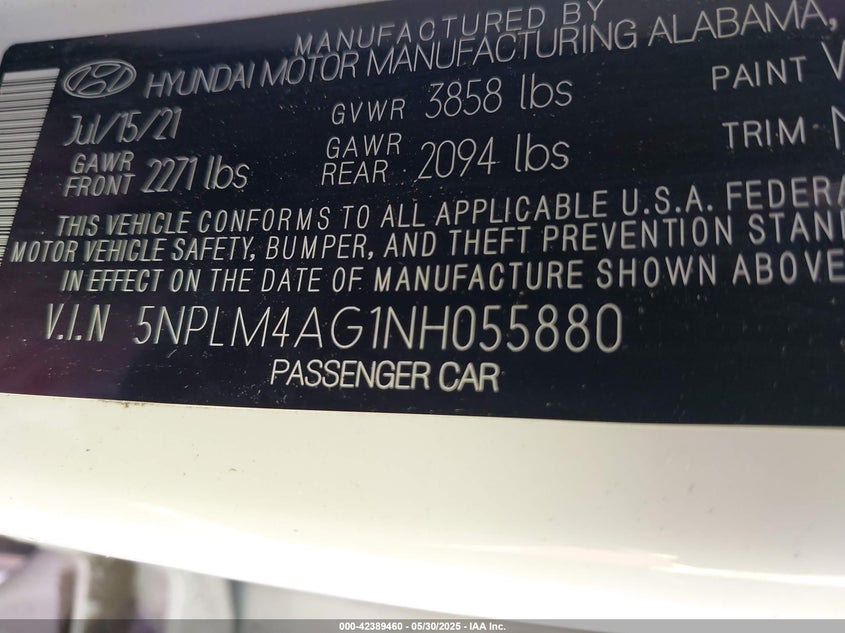 MANUFACTURED BY
HYUNDAI MOTOR MANUFACTURING ALABAMA,
Jul/15/21 GVWR 3858 lbs PAINT
GAWR FRONT 2271 lbs GAWR REAR 2094 lbs TRIM
THIS VEHICLE CONFORMS TO ALL APPLICABLE U.S.A. FEDERA
MOTOR VEHICLE SAFETY, BUMPER, AND THEFT PREVENTION STAN
IN EFFECT ON THE DATE OF MANUFACTURE SHOWN ABOVE
V.I.N 5NPLM4AG1NH055880
PASSENGER CAR
000-42389460 - 05/30/2025 - IAA Inc.